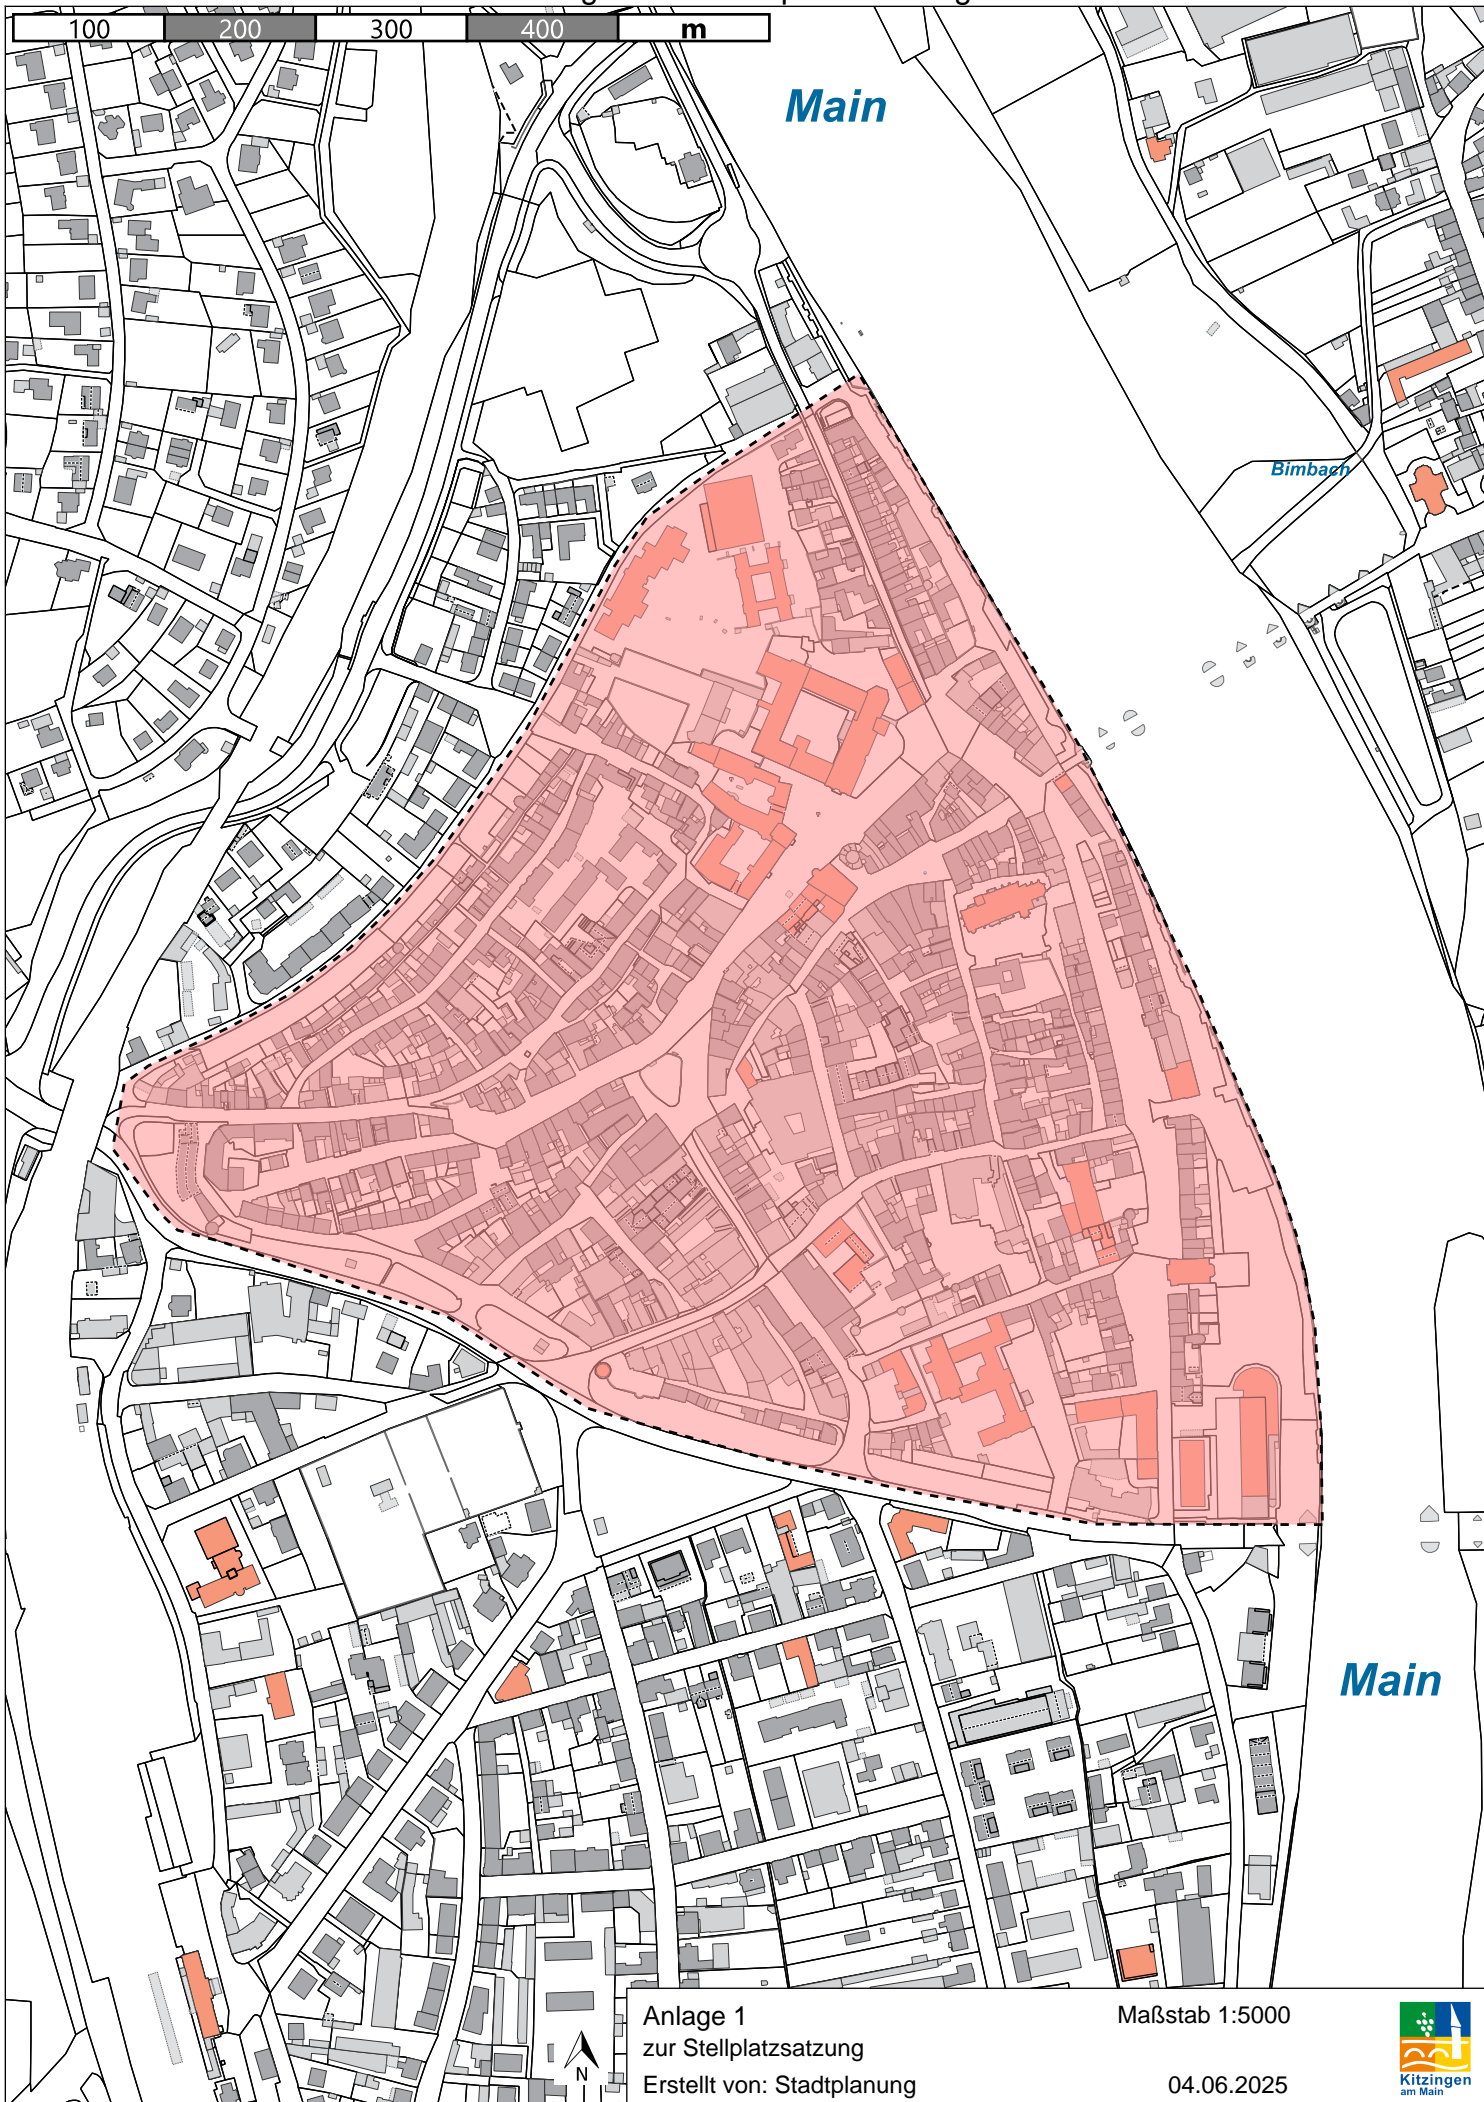 100 200 300 400 m
Main
Bimbach
Main
N
Anlage 1
zur Stellplatzsatzung
Erstellt von: Stadtplanung
Maßstab 1:5000
04.06.2025
Kitzingen
am Main